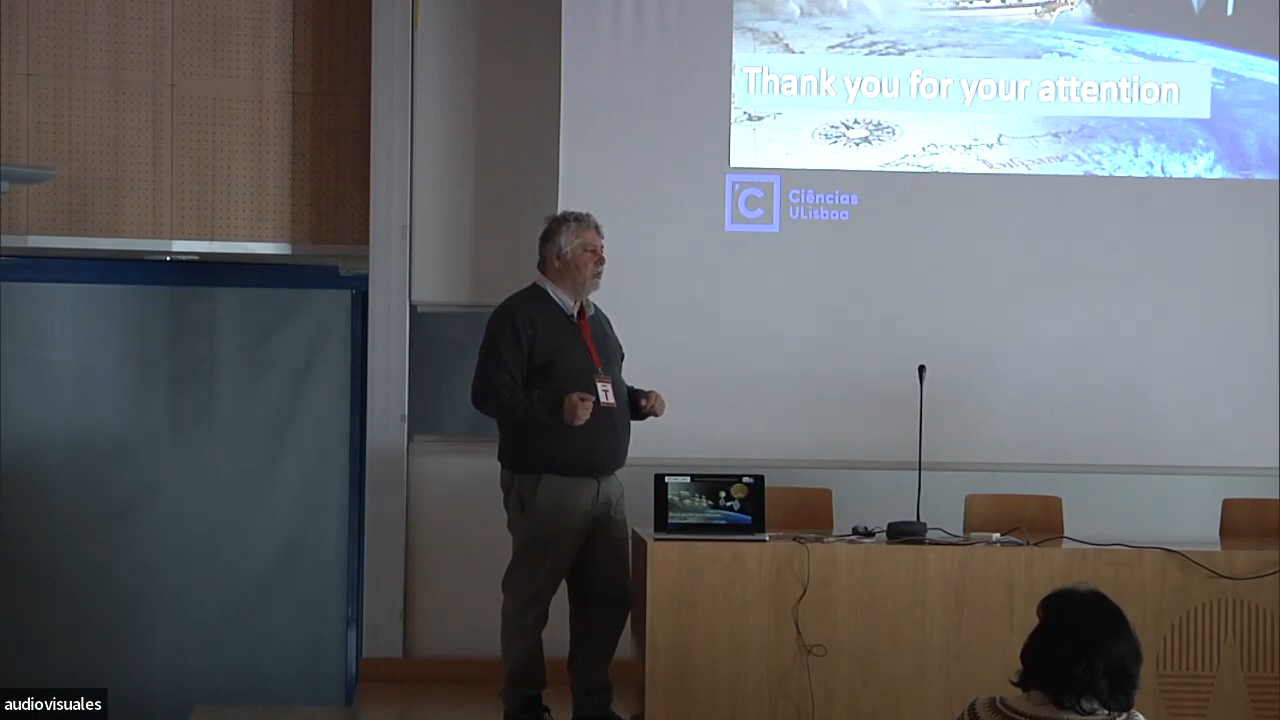 Thank you for your attention
'C
Ciências
ULisboa
T
audiovisuales